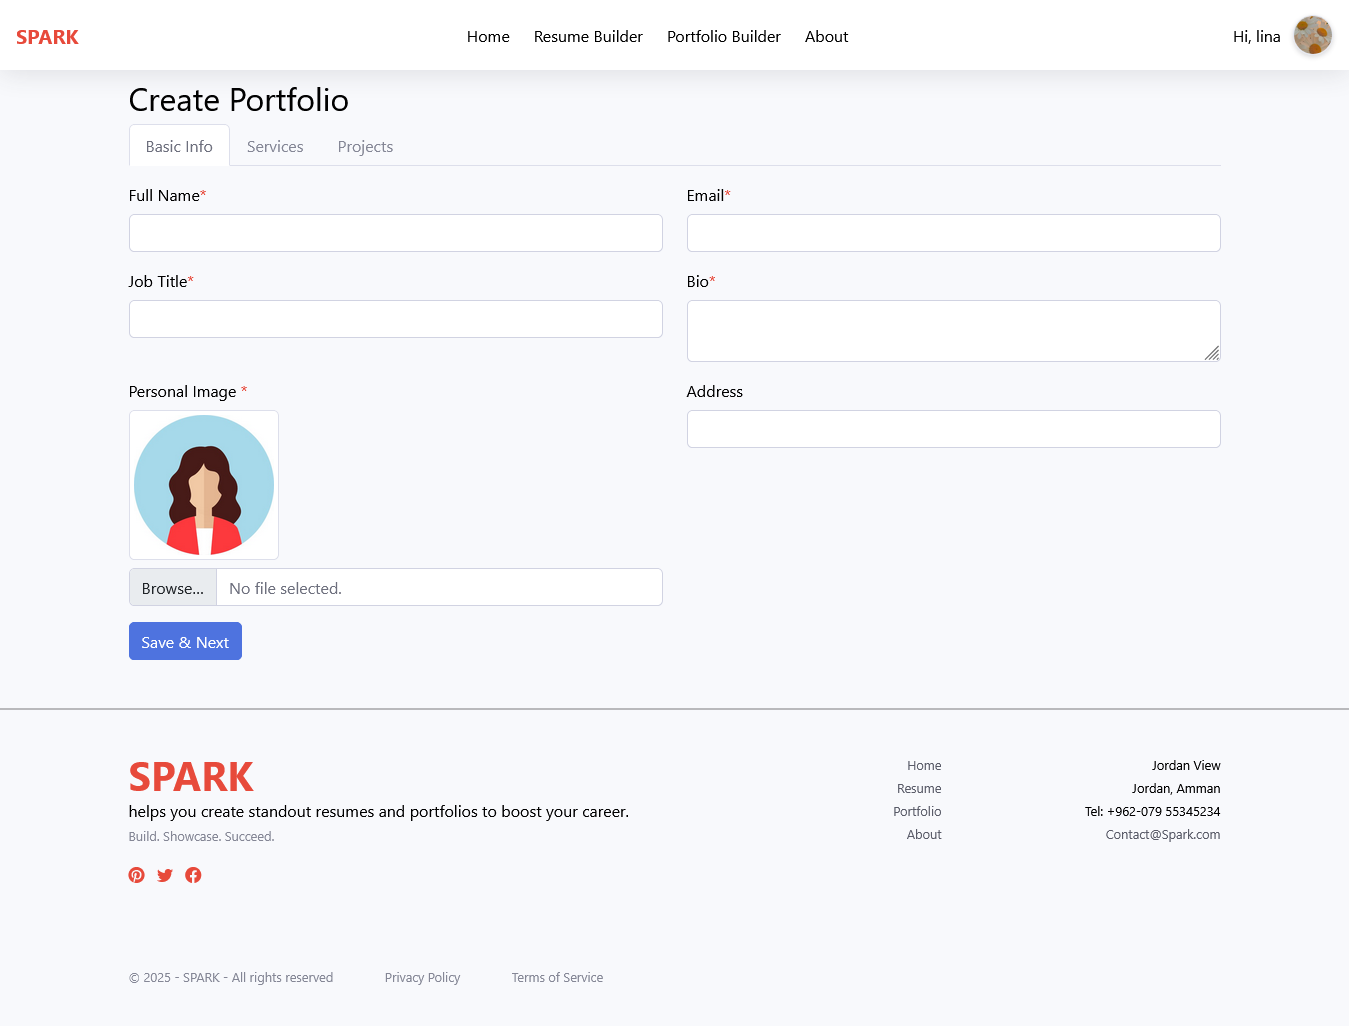 SPARK
Home Resume Builder Portfolio Builder About
Hi, lina
Create Portfolio
Basic Info Services Projects
Full Name*
Email*
Job Title*
Bio*
Personal Image *
Address
Browse... No file selected.
Save & Next
SPARK
helps you create standout resumes and portfolios to boost your career.
Build. Showcase. Succeed.
Home
Resume
Portfolio
About
Jordan View
Jordan, Amman
Tel: +962-079 55345234
Contact@Spark.com
© 2025 - SPARK - All rights reserved Privacy Policy Terms of Service